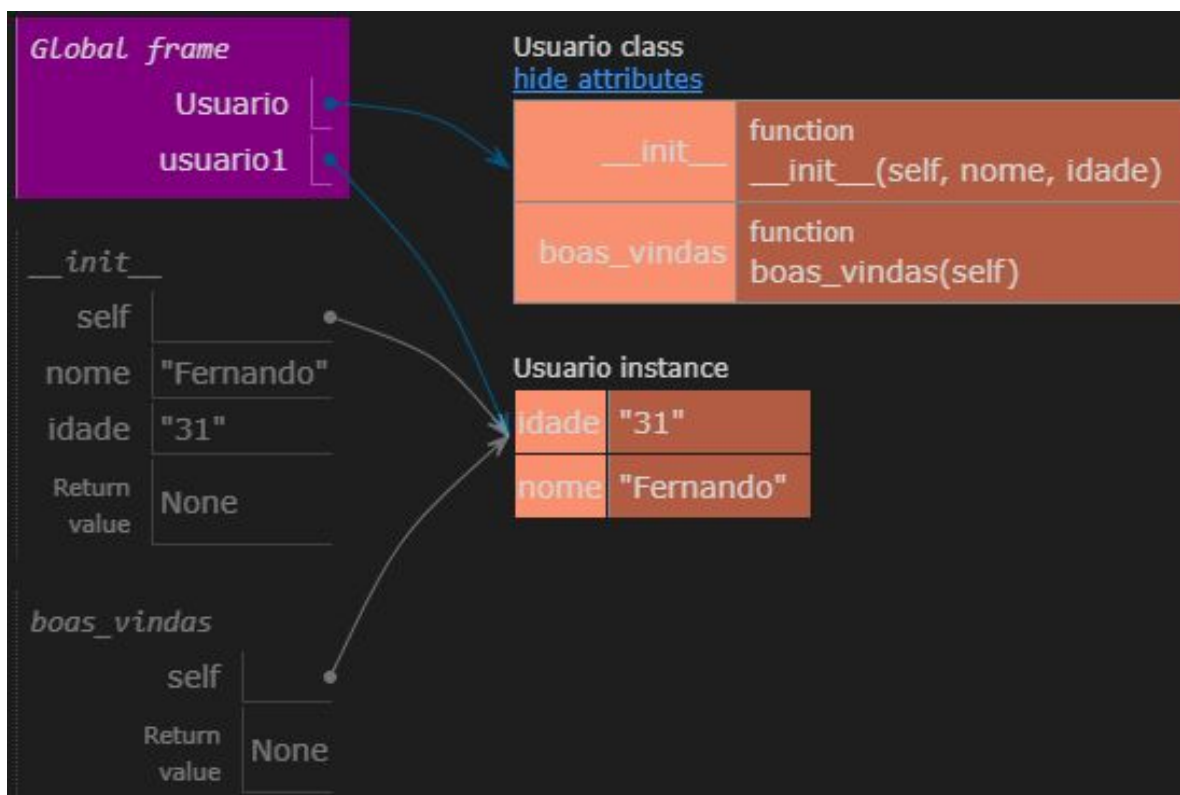 Global frame
Usuario
usuario1
__init__
self
nome "Fernando"
idade "31"
Return
value None
boas_vindas
self
Return
value None
Usuario class
hide attributes
__init__ function
__init__(self, nome, idade)
boas_vindas function
boas_vindas(self)
Usuario instance
idade "31"
nome "Fernando"